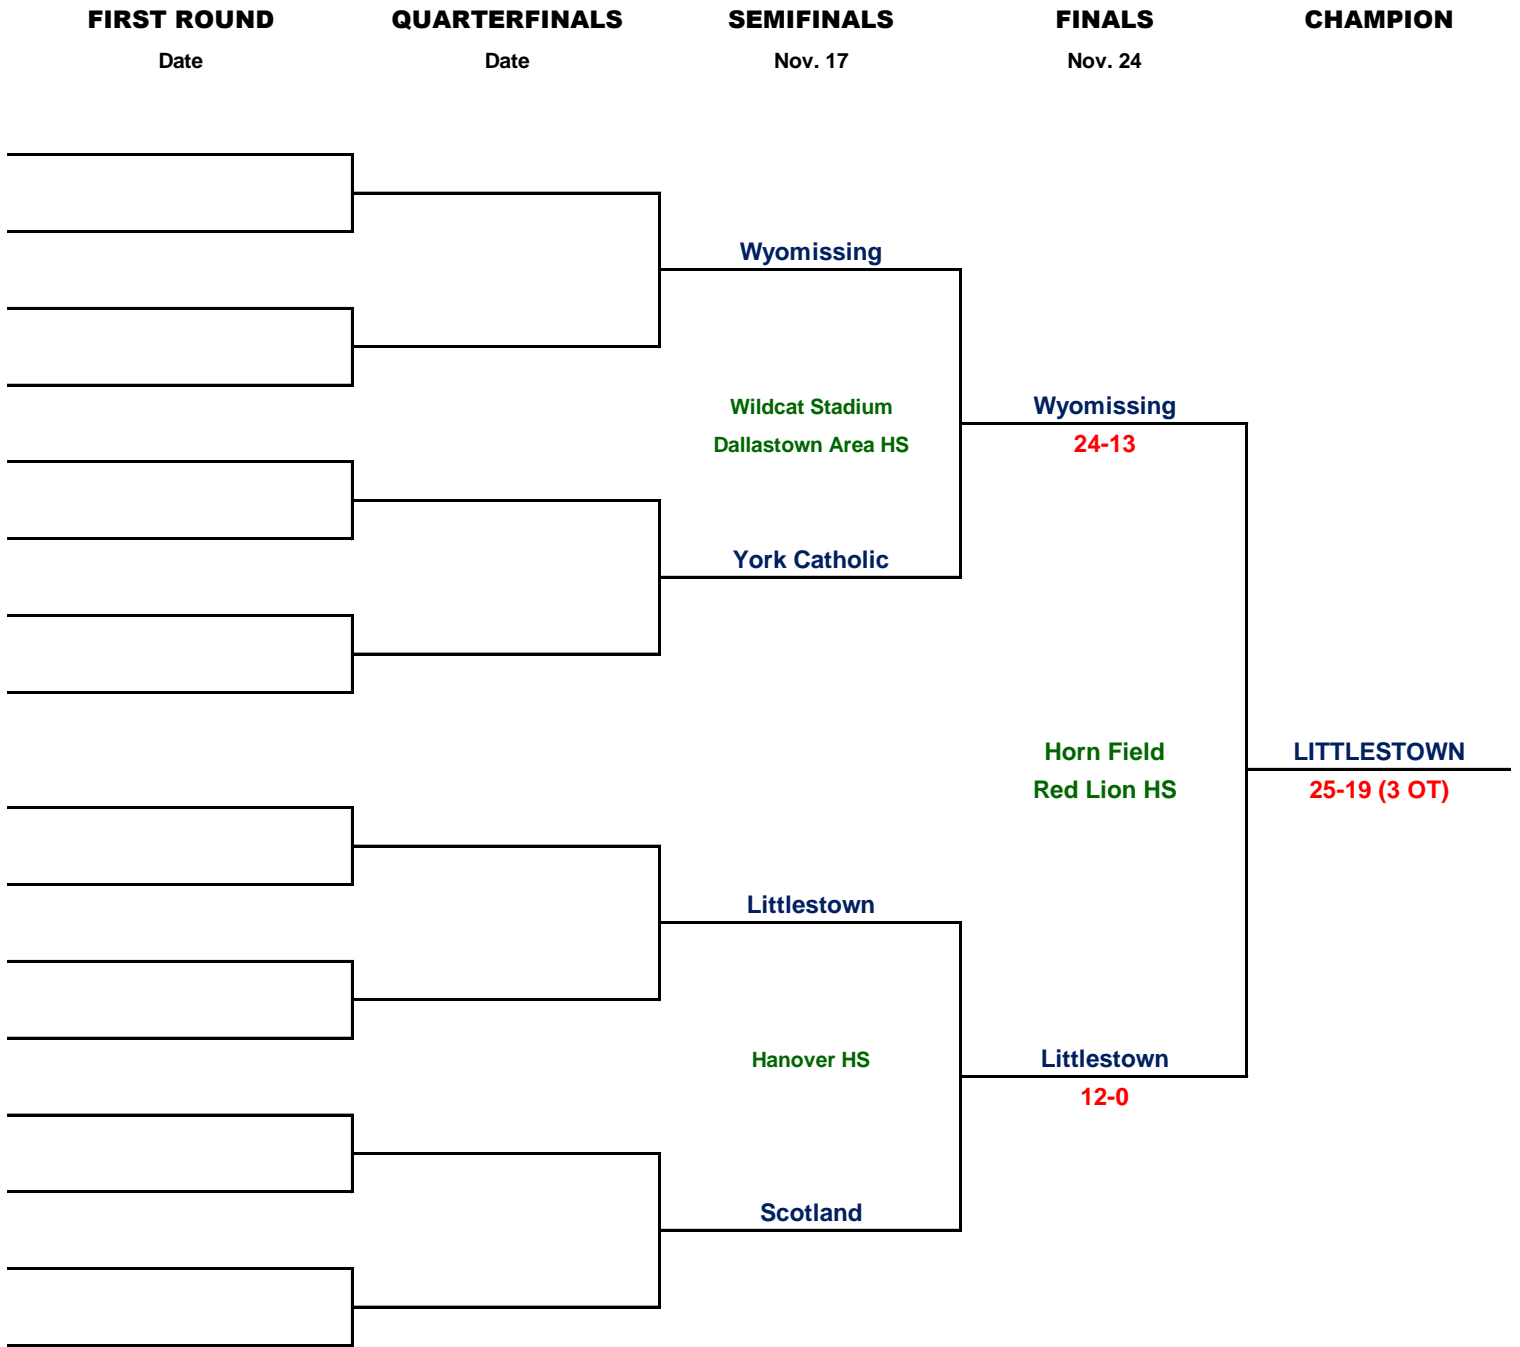 FIRST ROUND
QUARTERFINALS
SEMIFINALS
FINALS
CHAMPION
Date
Date
Nov. 17
Nov. 24
Wyomissing
Wildcat Stadium
Dallastown Area HS
Wyomissing
24-13
York Catholic
Horn Field
Red Lion HS
LITTLESTOWN
25-19 (3 OT)
Littlestown
Hanover HS
Littlestown
12-0
Scotland